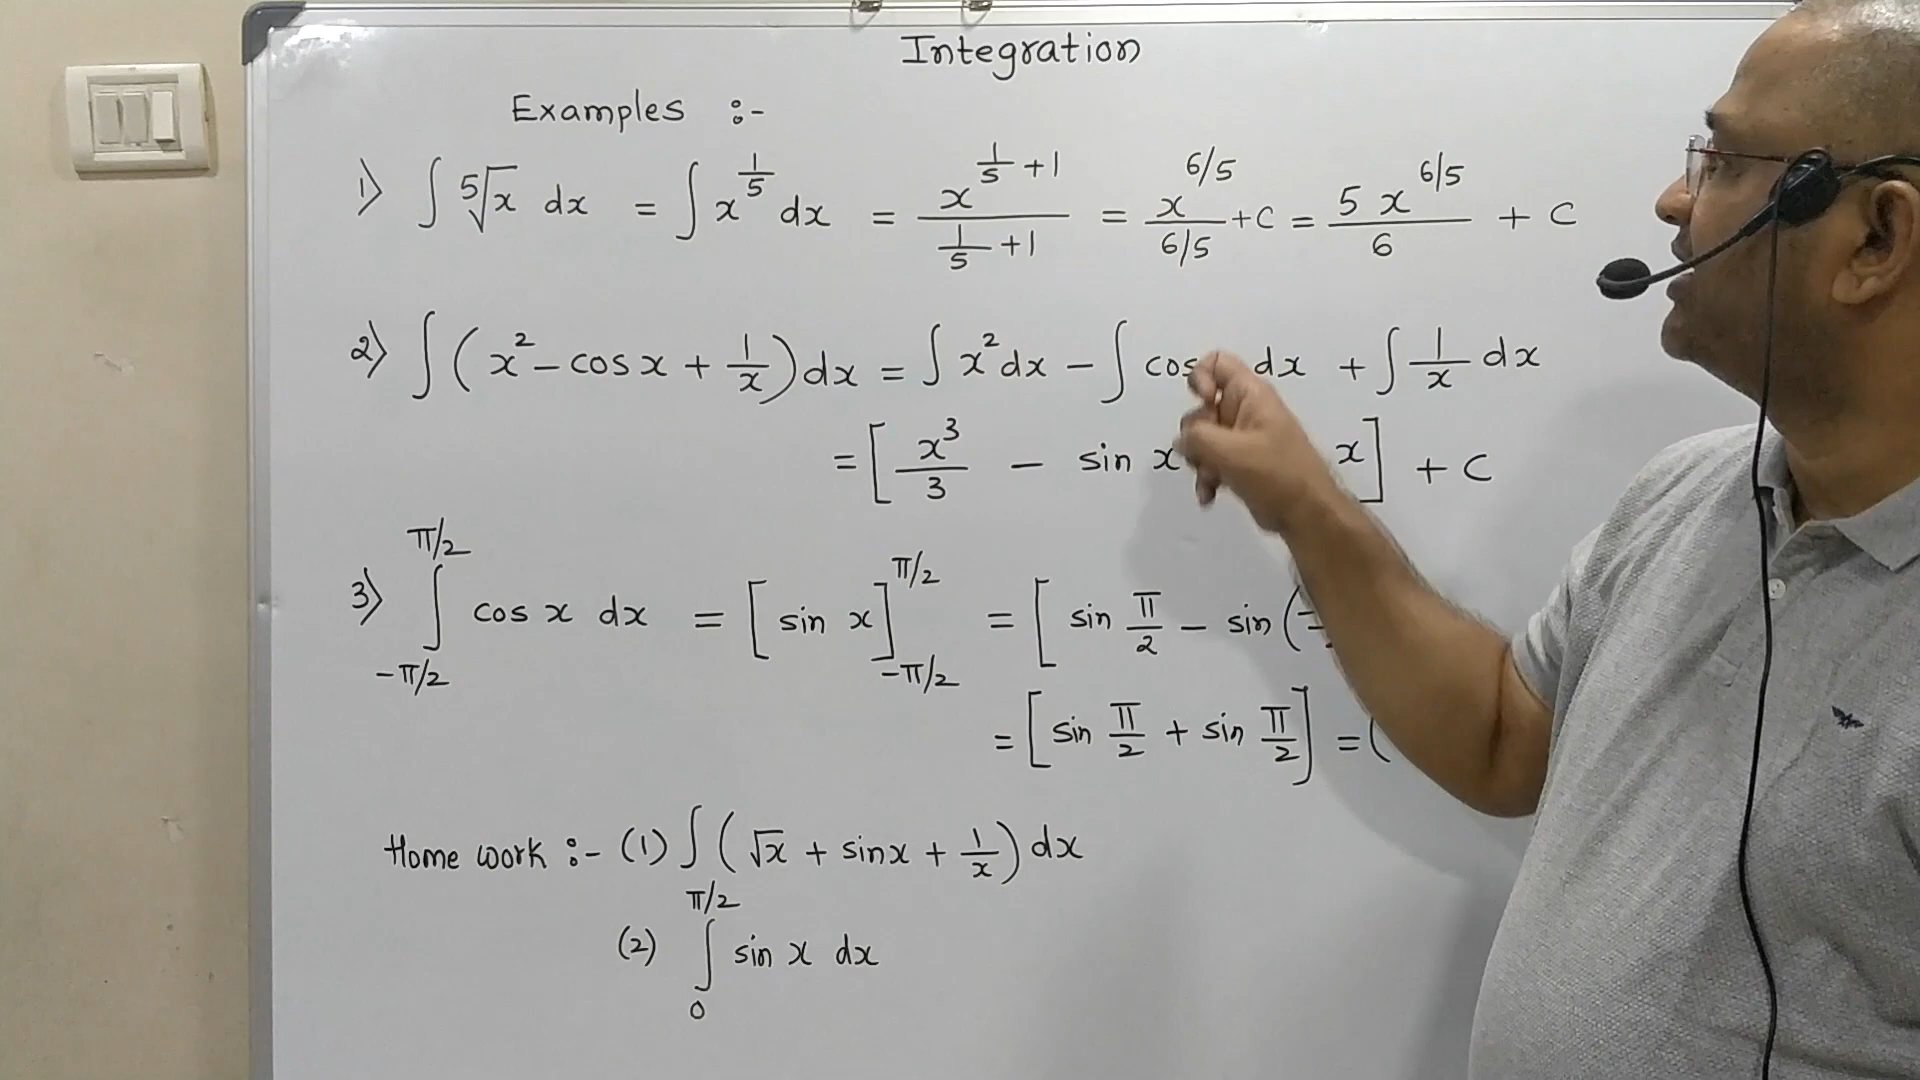 Integration
Examples :-
1) ∫ ⁵√x dx = ∫ x^(1/5) dx = x^(1/5 + 1) / (1/5 + 1) = x^(6/5) / (6/5) + C = 5 x^(6/5) / 6 + C
2) ∫ ( x² - cos x + 1/x ) dx = ∫ x² dx - ∫ cos dx + ∫ 1/x dx
= [ x³/3 - sin x x ] + C
3) ∫_{-π/2}^{π/2} cos x dx = [ sin x ]_{-π/2}^{π/2} = [ sin π/2 - sin (
= [ sin π/2 + sin π/2 ] = (
Home work :- (1) ∫ ( √x + sinx + 1/x ) dx
(2) ∫_{0}^{π/2} sin x dx